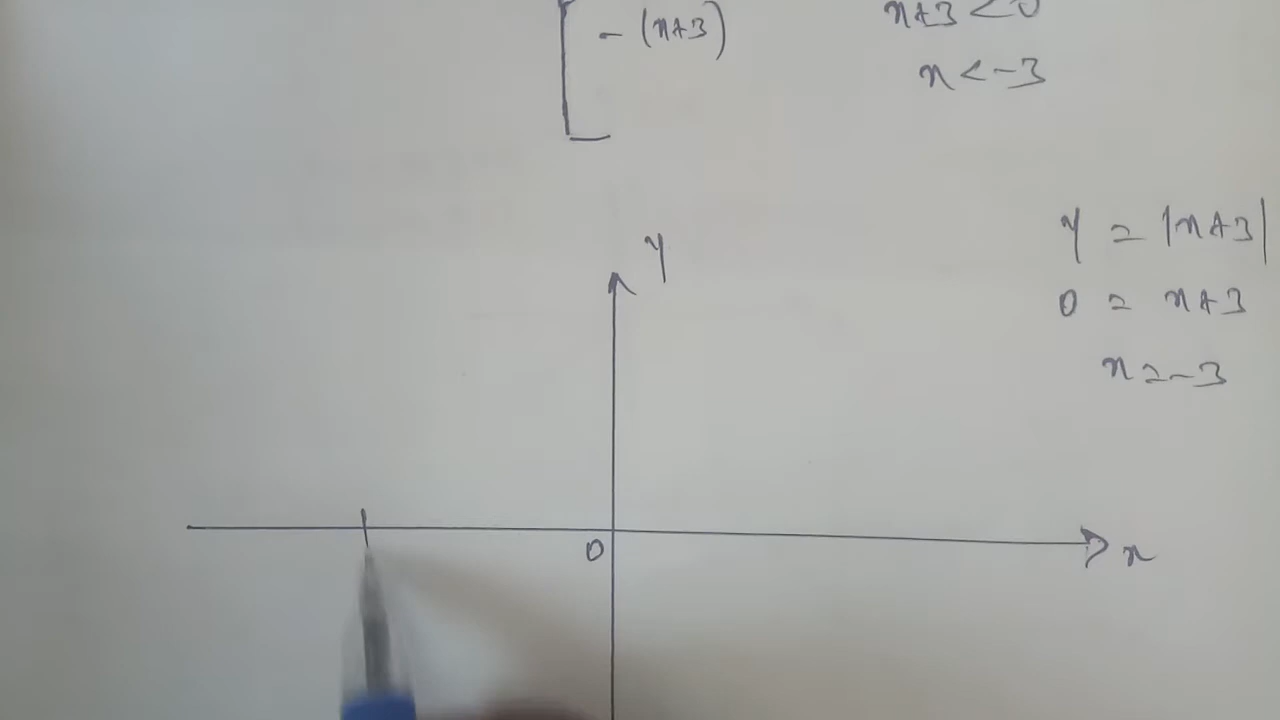 x+3 < 0
- (x+3)
x < -3
y
y = |x+3|
0 = x+3
x = -3
0
x